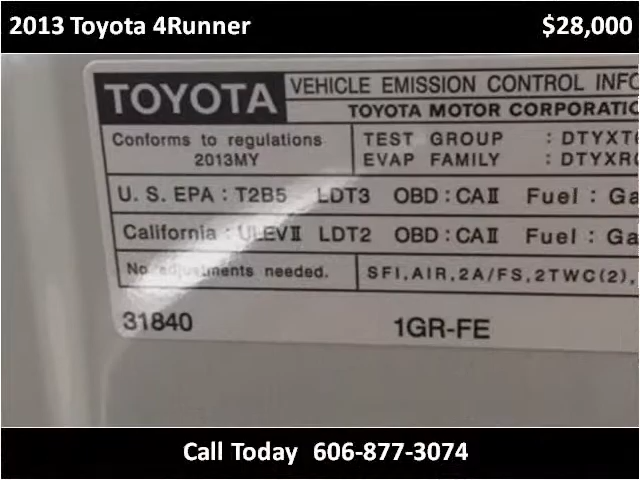 2013 Toyota 4Runner $28,000
TOYOTA VEHICLE EMISSION CONTROL INFO
TOYOTA MOTOR CORPORATIO
Conforms to regulations TEST GROUP : DTYXT
2013MY EVAP FAMILY : DTYXR
U. S. EPA : T2B5 LDT3 OBD : CAII Fuel : Ga
California : ULEVII LDT2 OBD : CAII Fuel : Ga
No adjustments needed. SFI,AIR,2A/FS,2TWC(2),
31840 1GR-FE
Call Today 606-877-3074